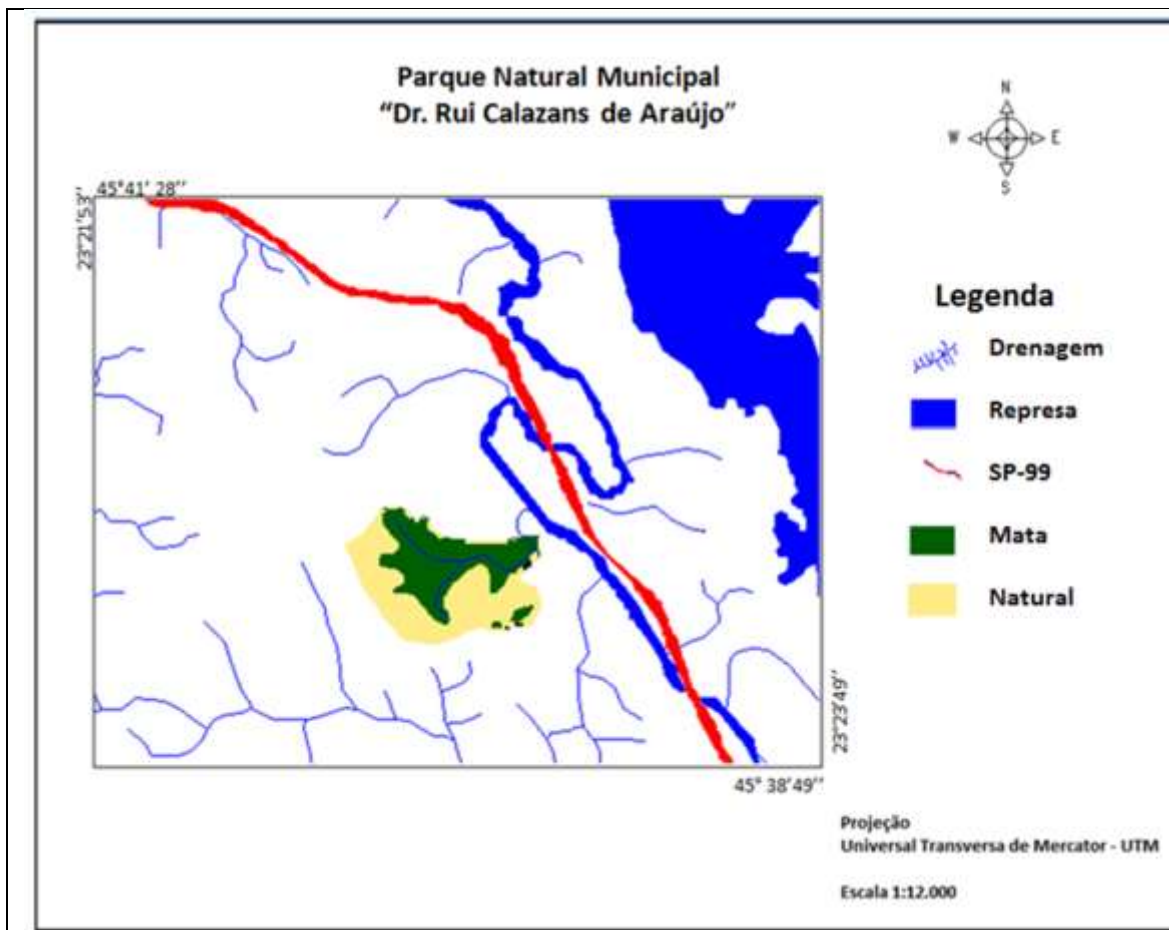 Parque Natural Municipal
“Dr. Rui Calazans de Araújo”
N
W E
S
45°41' 28''
23°21'53''
Legenda
Drenagem
Represa
SP-99
Mata
Natural
23°23'49''
45° 38'49''
Projeção
Universal Transversa de Mercator - UTM
Escala 1:12.000